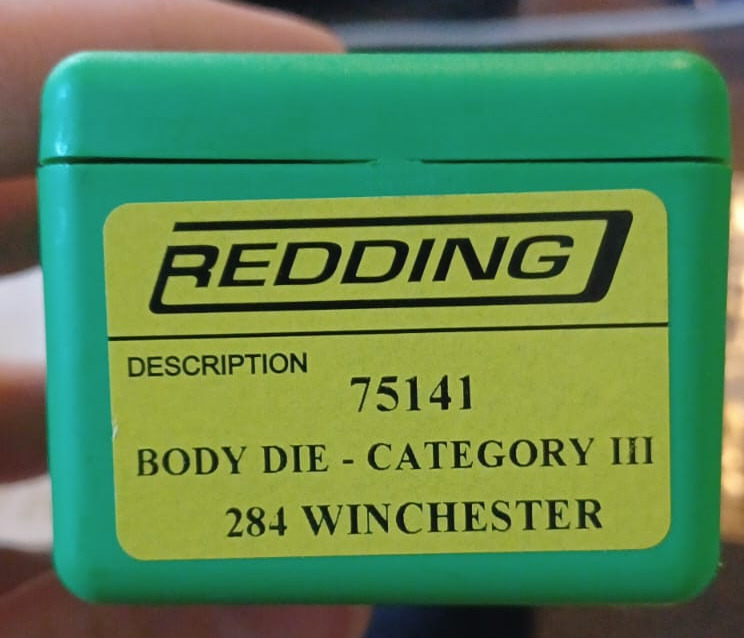 REDDING
DESCRIPTION
75141
BODY DIE - CATEGORY III
284 WINCHESTER